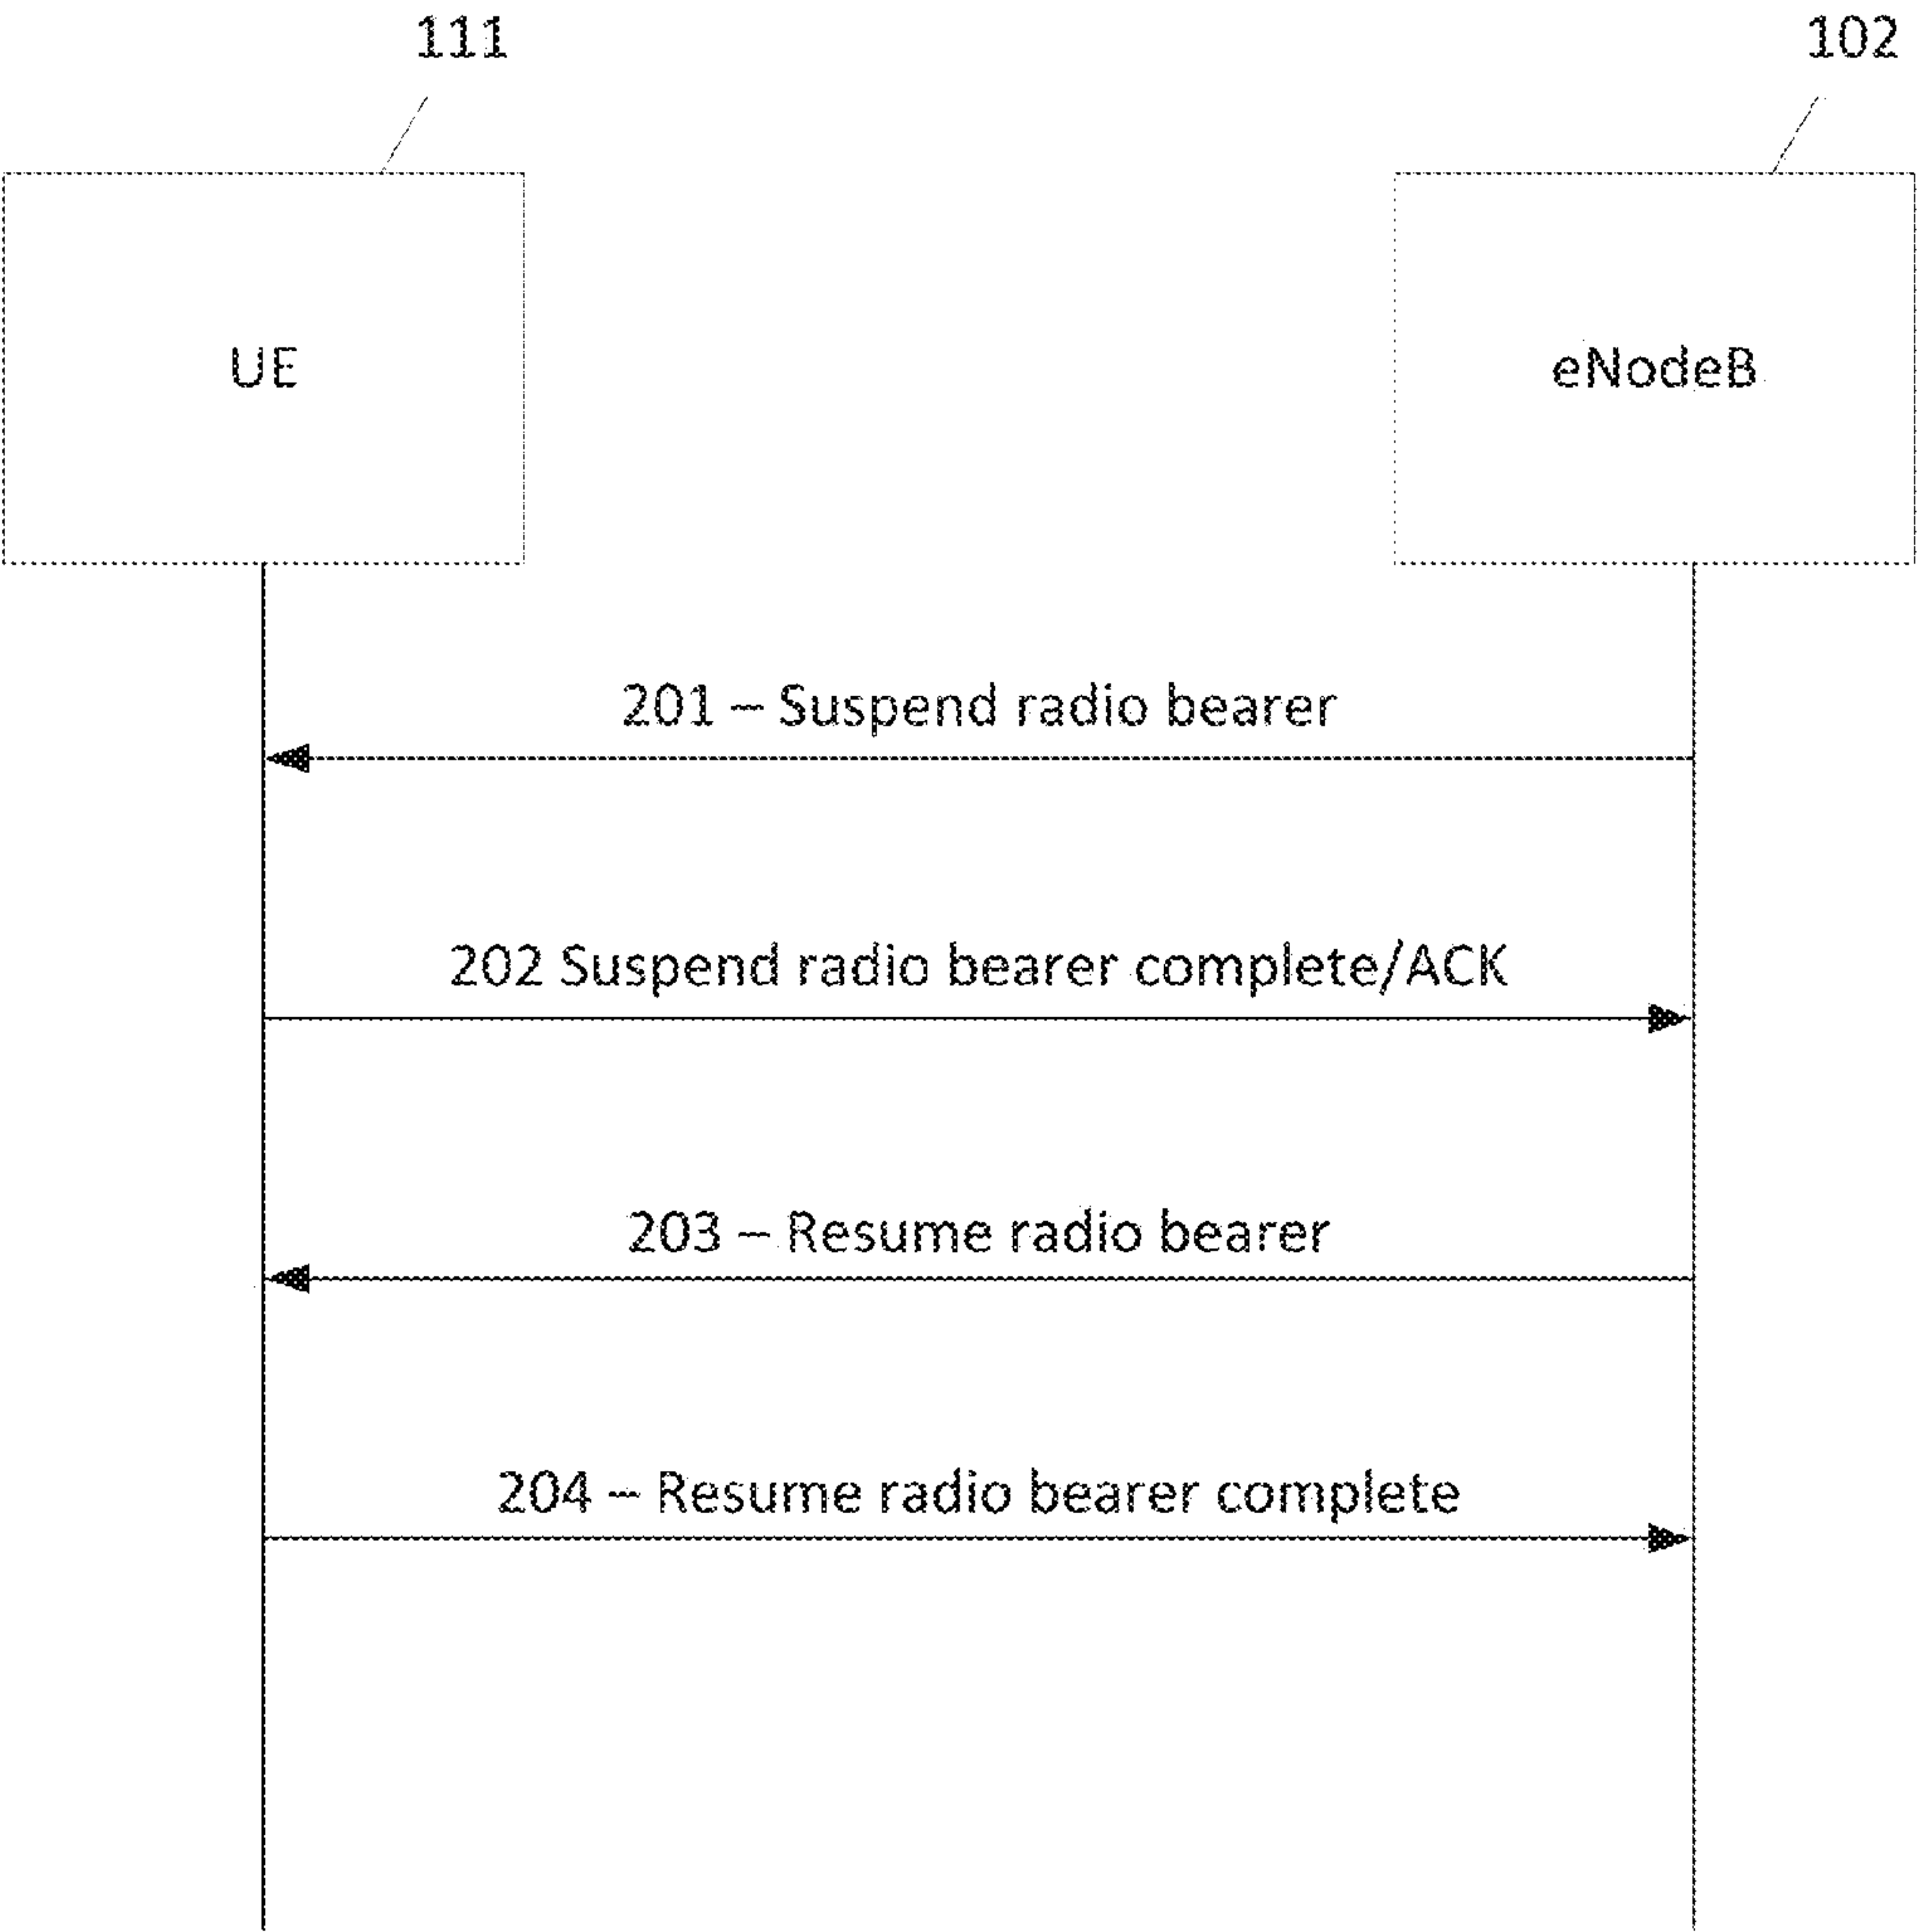 111
102
UE
eNodeB
201 – Suspend radio bearer
202 Suspend radio bearer complete/ACK
203 – Resume radio bearer
204 – Resume radio bearer complete